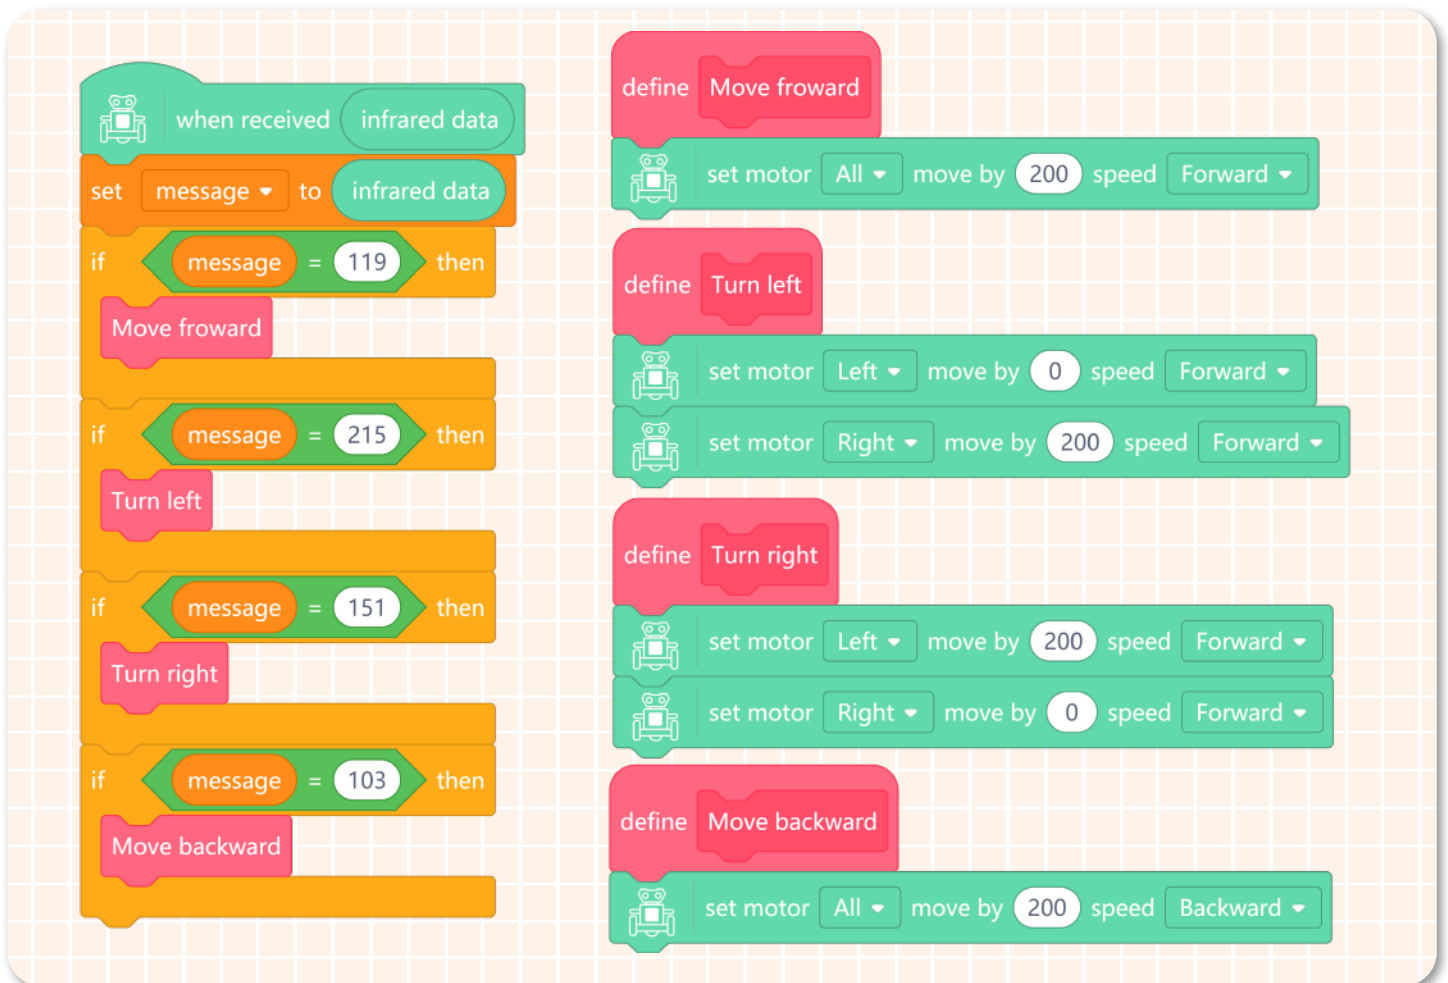 when received infrared data
set message to infrared data
if message = 119 then
Move froward
if message = 215 then
Turn left
if message = 151 then
Turn right
if message = 103 then
Move backward
define Move froward
set motor All move by 200 speed Forward
define Turn left
set motor Left move by 0 speed Forward
set motor Right move by 200 speed Forward
define Turn right
set motor Left move by 200 speed Forward
set motor Right move by 0 speed Forward
define Move backward
set motor All move by 200 speed Backward